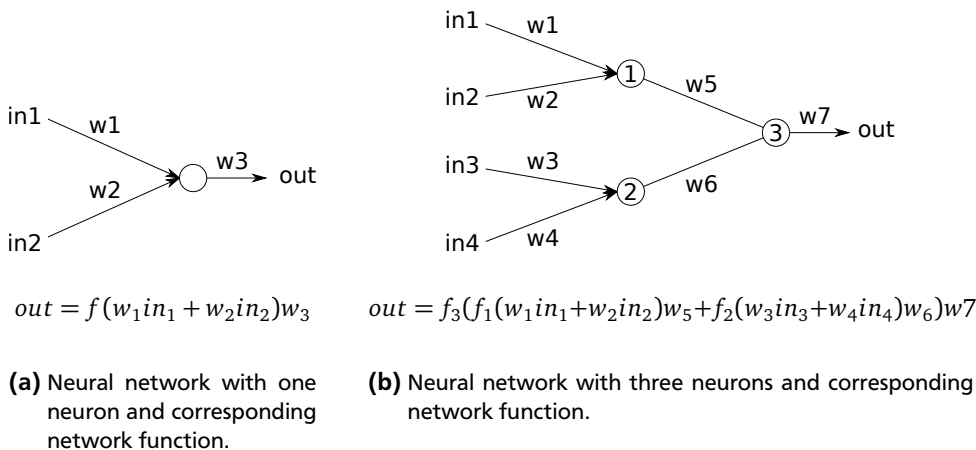 in1
w1
w2
in2
w3
out
out = f(w₁in₁ + w₂in₂)w₃
(a) Neural network with one
neuron and corresponding
network function.
in1
w1
in2
w2
1
w5
in3
w3
2
w6
in4
w4
3
w7
out
out = f₃(f₁(w₁in₁+w₂in₂)w₅+f₂(w₃in₃+w₄in₄)w₆)w7
(b) Neural network with three neurons and corresponding
network function.